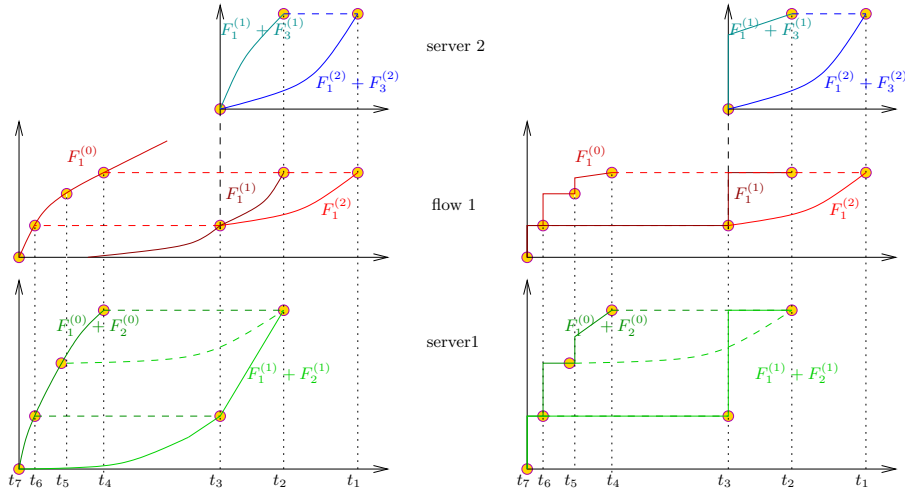 F_1^{(1)} + F_3^{(1)}
F_1^{(2)} + F_3^{(2)}
server 2
F_1^{(1)} + F_3^{(1)}
F_1^{(2)} + F_3^{(2)}
F_1^{(0)}
F_1^{(1)}
F_1^{(2)}
flow 1
F_1^{(0)}
F_1^{(1)}
F_1^{(2)}
F_1^{(0)} + F_2^{(0)}
F_1^{(1)} + F_2^{(1)}
server1
F_1^{(0)} + F_2^{(0)}
F_1^{(1)} + F_2^{(1)}
t_7 t_6 t_5 t_4 t_3 t_2 t_1
t_7 t_6 t_5 t_4 t_3 t_2 t_1